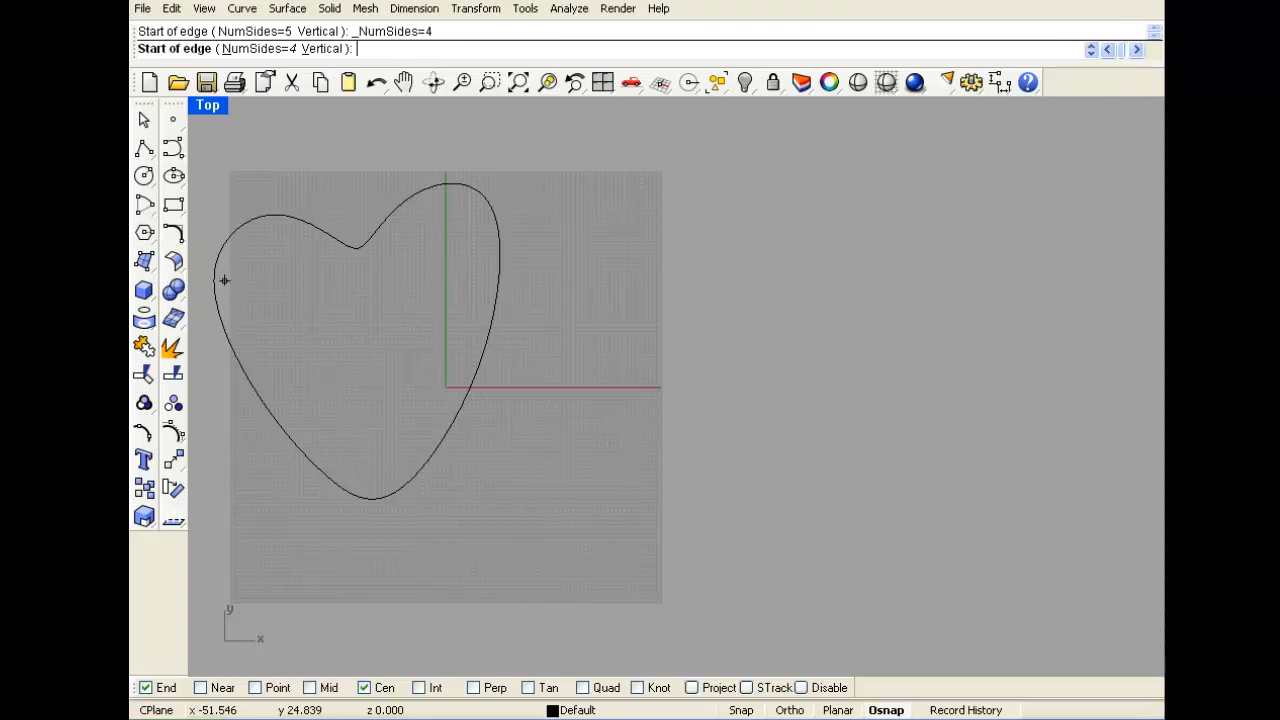 File Edit View Curve Surface Solid Mesh Dimension Transform Tools Analyze Render Help
Start of edge ( NumSides=5 Vertical ): _NumSides=4
Start of edge ( NumSides=4 Vertical ):
Top
y
x
End Near Point Mid Cen Int Perp Tan Quad Knot Project STrack Disable
CPlane x -51.546 y 24.839 z 0.000 Default Snap Ortho Planar Osnap Record History